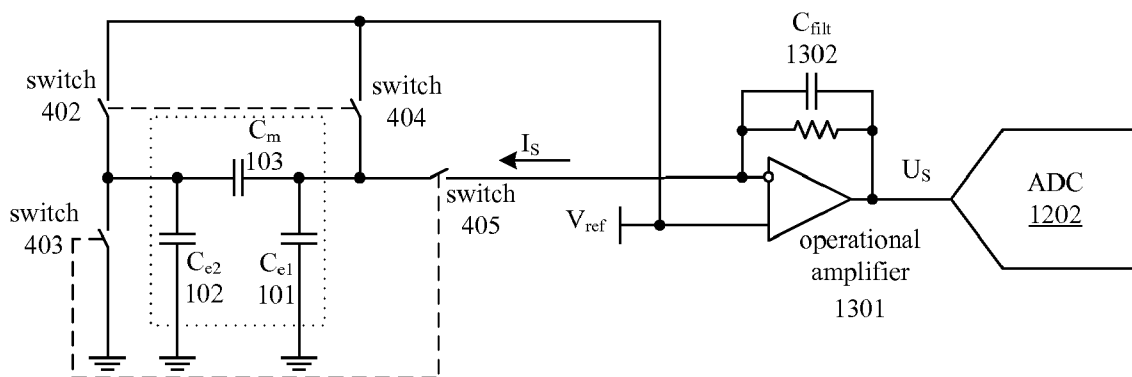 switch
402
C_m
103
switch
404
I_S
C_filt
1302
switch
403
C_e2
102
C_e1
101
switch
405
V_ref
operational
amplifier
1301
U_S
ADC
1202